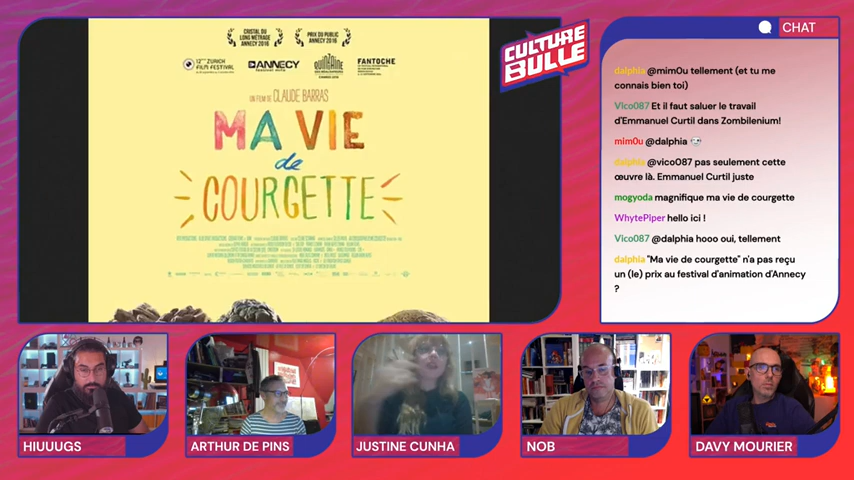 CRISTAL DU
LONG MÉTRAGE
ANNECY 2016
PRIX DU PUBLIC
ANNECY 2016
ZURICH
FILM FESTIVAL
ANNECY
QUINZAINE
FANTOCHE
UN FILM DE CLAUDE BARRAS
MA VIE
de
COURGETTE
CULTURE
BULLE
CHAT
dalphia @mim0u tellement (et tu me
connais bien toi)
Vico087 Et il faut saluer le travail
d'Emmanuel Curtil dans Zombilenium!
mim0u @dalphia
dalphia @vico087 pas seulement cette
œuvre là. Emmanuel Curtil juste
mogyoda magnifique ma vie de courgette
WhytePiper hello ici !
Vico087 @dalphia hooo oui, tellement
dalphia "Ma vie de courgette" n'a pas reçu
un (le) prix au festival d'animation d'Annecy
?
HIUUUGS
ARTHUR DE PINS
JUSTINE CUNHA
NOB
DAVY MOURIER